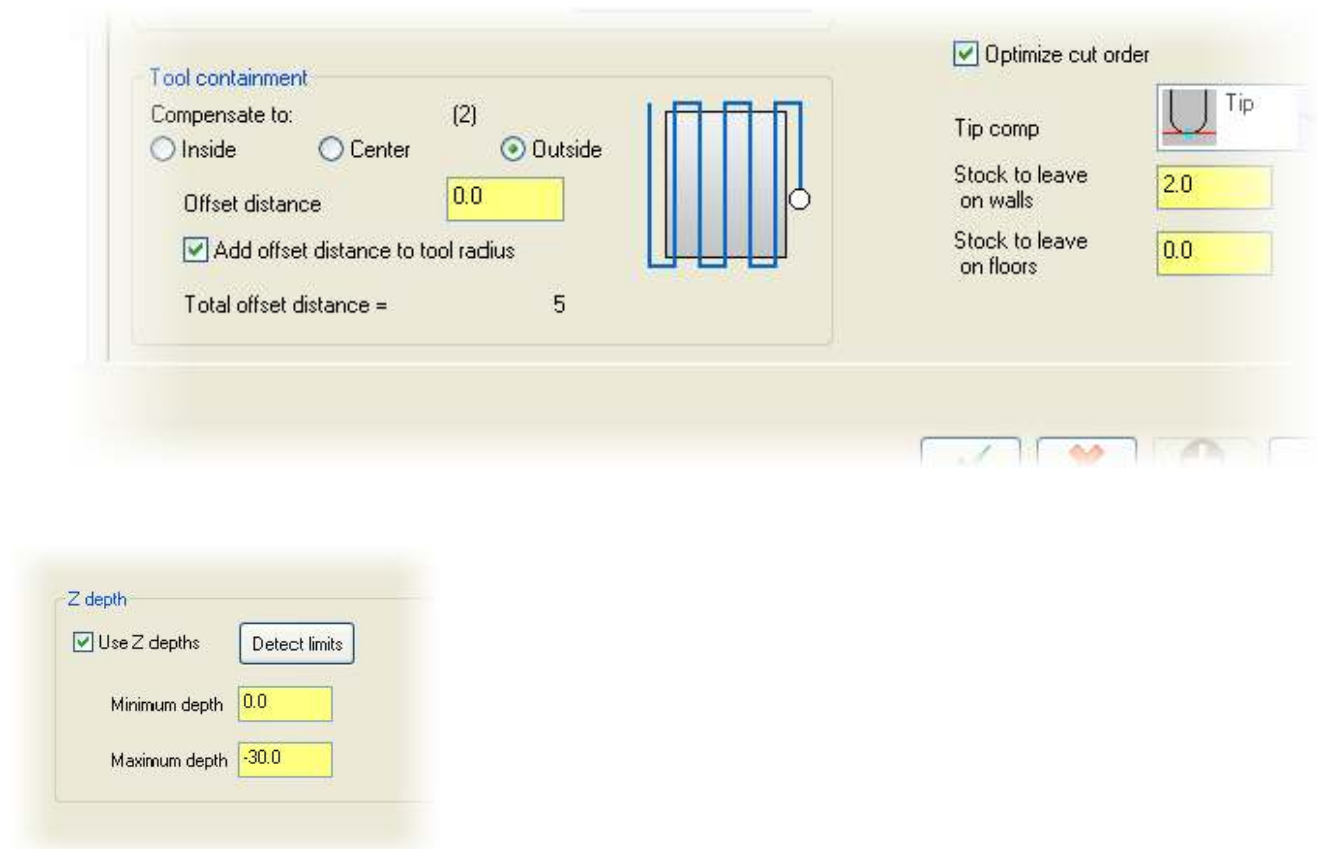 Optimize cut order
Tool containment
Compensate to: (2)
Inside Center Outside
Offset distance 0.0
Add offset distance to tool radius
Total offset distance = 5
Tip comp Tip
Stock to leave
on walls 2.0
Stock to leave
on floors 0.0
Z depth
Use Z depths Detect limits
Minimum depth 0.0
Maximum depth -30.0